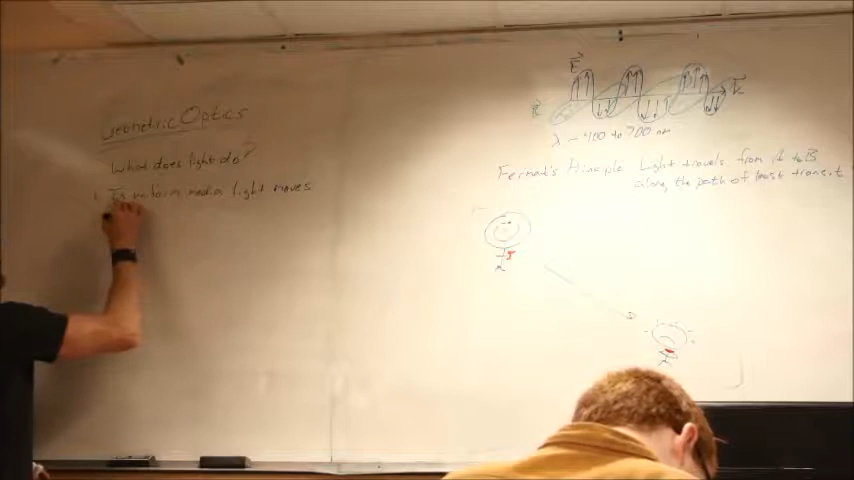 Geometric Optics
What does light do?
1. In uniform media light moves
E
K
λ ~ 400 to 700 nm
Fermat's Principle Light travels from A to B
along the path of least transit